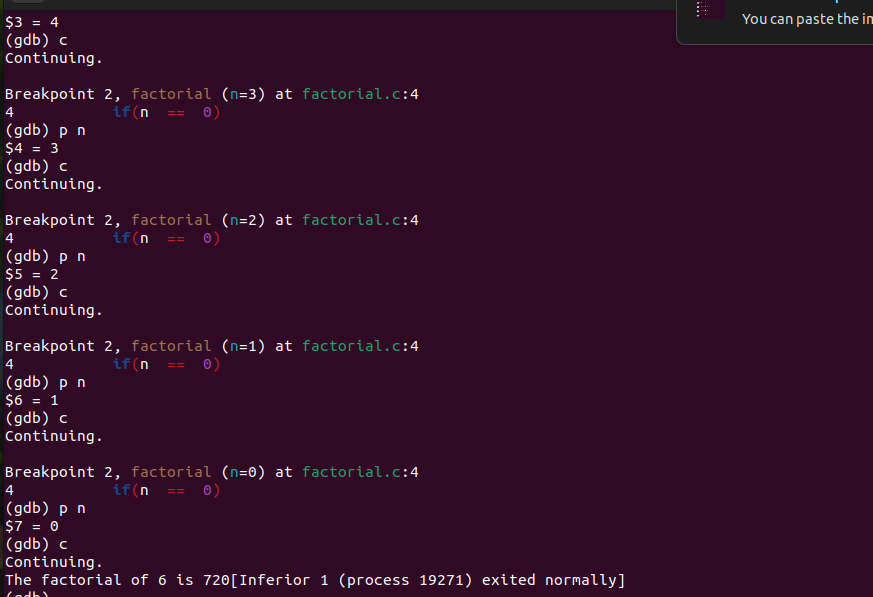 You can paste the in
$3 = 4
(gdb) c
Continuing.
Breakpoint 2, factorial (n=3) at factorial.c:4
4 if(n == 0)
(gdb) p n
$4 = 3
(gdb) c
Continuing.
Breakpoint 2, factorial (n=2) at factorial.c:4
4 if(n == 0)
(gdb) p n
$5 = 2
(gdb) c
Continuing.
Breakpoint 2, factorial (n=1) at factorial.c:4
4 if(n == 0)
(gdb) p n
$6 = 1
(gdb) c
Continuing.
Breakpoint 2, factorial (n=0) at factorial.c:4
4 if(n == 0)
(gdb) p n
$7 = 0
(gdb) c
Continuing.
The factorial of 6 is 720[Inferior 1 (process 19271) exited normally]
(gdb)